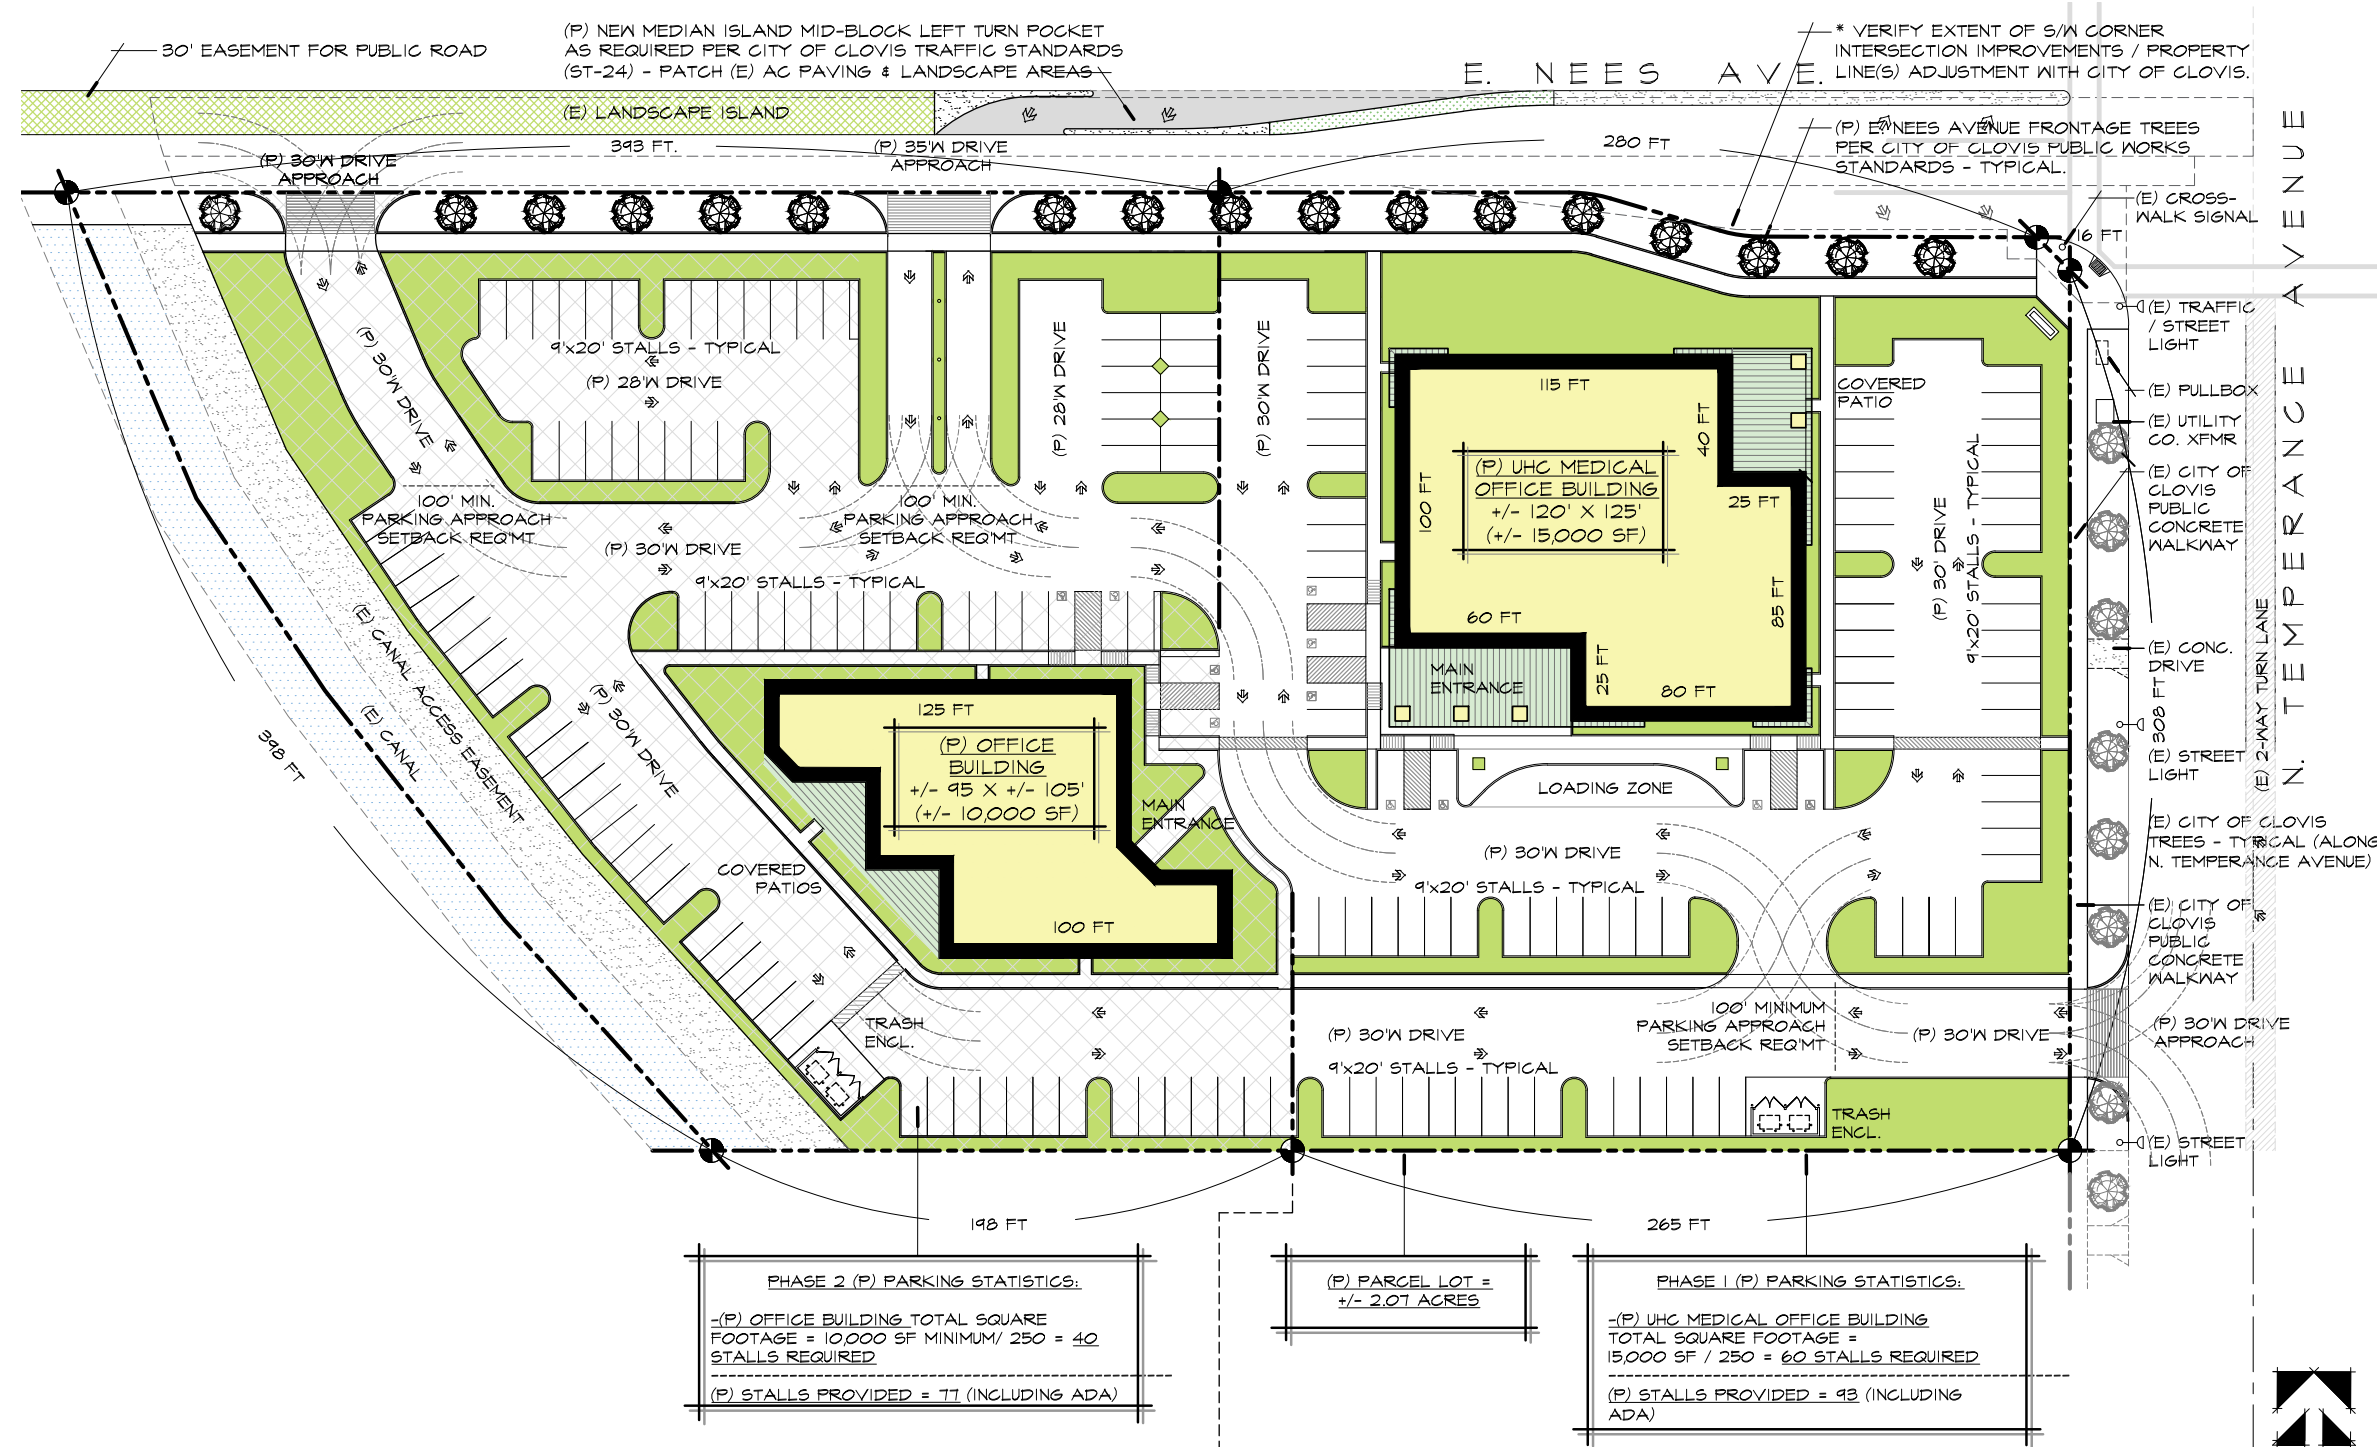 30' EASEMENT FOR PUBLIC ROAD
(P) NEW MEDIAN ISLAND MID-BLOCK LEFT TURN POCKET
AS REQUIRED PER CITY OF CLOVIS TRAFFIC STANDARDS
(ST-24) - PATCH (E) AC PAVING & LANDSCAPE AREAS
E. NEES AVE.
* VERIFY EXTENT OF S/W CORNER
INTERSECTION IMPROVEMENTS / PROPERTY
LINE(S) ADJUSTMENT WITH CITY OF CLOVIS.
(E) LANDSCAPE ISLAND
(P) E. NEES AVENUE FRONTAGE TREES
PER CITY OF CLOVIS PUBLIC WORKS
STANDARDS - TYPICAL.
(P) 30'W DRIVE
APPROACH
393 FT.
(P) 35'W DRIVE
APPROACH
280 FT
(E) CROSS-
WALK SIGNAL
16 FT
N. TEMPERANCE AVENUE
(E) TRAFFIC
/ STREET
LIGHT
(E) PULLBOX
(E) UTILITY
CO. XFMR
(E) CITY OF
CLOVIS
PUBLIC
CONCRETE
WALKWAY
(E) CONC.
DRIVE
308 FT
(E) STREET
LIGHT
(E) 2-WAY TURN LANE
(E) CITY OF CLOVIS
TREES - TYPICAL (ALONG
N. TEMPERANCE AVENUE)
(E) CITY OF
CLOVIS
PUBLIC
CONCRETE
WALKWAY
(P) 30'W DRIVE
APPROACH
(E) STREET
LIGHT
(P) 30'W DRIVE
9'x20' STALLS - TYPICAL
(P) 28'W DRIVE
(P) 28'W DRIVE
(P) 30'W DRIVE
115 FT
40 FT
COVERED
PATIO
(P) UHC MEDICAL
OFFICE BUILDING
+/- 120' X 125'
(+/- 15,000 SF)
100 FT
25 FT
60 FT
85 FT
25 FT
80 FT
MAIN
ENTRANCE
(P) 30' DRIVE
9'x20' STALLS - TYPICAL
100' MIN.
PARKING APPROACH
SETBACK REQ'MT
100' MIN.
PARKING APPROACH
SETBACK REQ'MT
(P) 30'W DRIVE
9'x20' STALLS - TYPICAL
(E) CANAL ACCESS EASEMENT
(E) CANAL
398 FT
(P) 30'W DRIVE
125 FT
(P) OFFICE
BUILDING
+/- 95 X +/- 105'
(+/- 10,000 SF)
MAIN
ENTRANCE
COVERED
PATIOS
100 FT
LOADING ZONE
(P) 30'W DRIVE
9'x20' STALLS - TYPICAL
TRASH
ENCL.
(P) 30'W DRIVE
9'x20' STALLS - TYPICAL
100' MINIMUM
PARKING APPROACH
SETBACK REQ'MT
(P) 30'W DRIVE
TRASH
ENCL.
198 FT
265 FT
PHASE 2 (P) PARKING STATISTICS:
-(P) OFFICE BUILDING TOTAL SQUARE
FOOTAGE = 10,000 SF MINIMUM/ 250 = 40
STALLS REQUIRED
(P) STALLS PROVIDED = 77 (INCLUDING ADA)
(P) PARCEL LOT =
+/- 2.07 ACRES
PHASE 1 (P) PARKING STATISTICS:
-(P) UHC MEDICAL OFFICE BUILDING
TOTAL SQUARE FOOTAGE =
15,000 SF / 250 = 60 STALLS REQUIRED
(P) STALLS PROVIDED = 93 (INCLUDING
ADA)